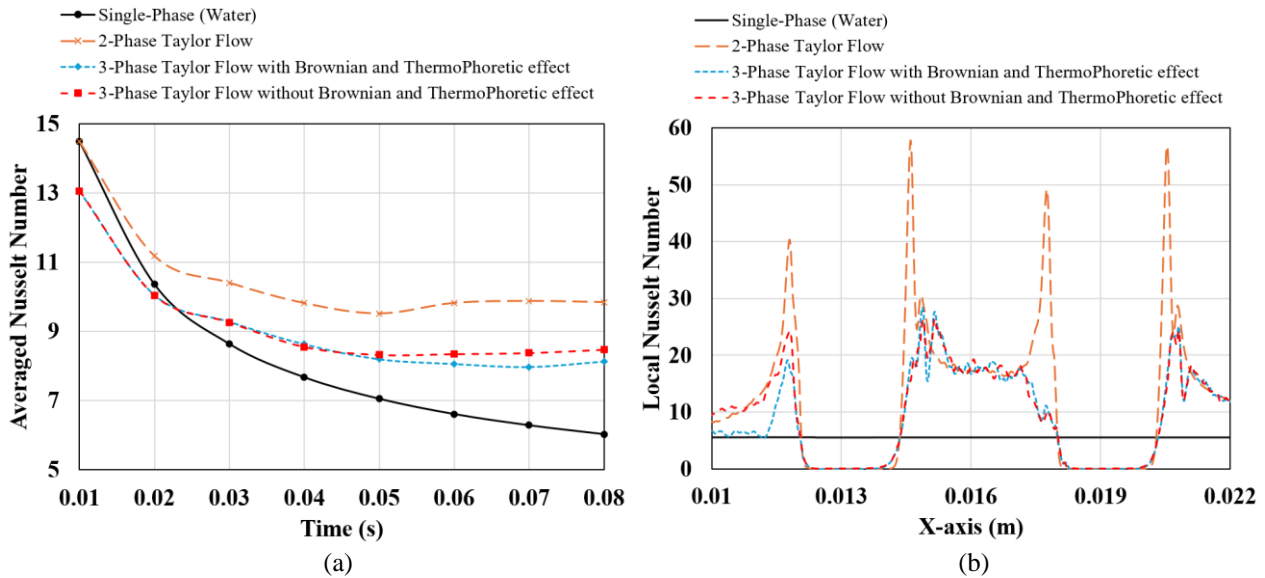 Single-Phase (Water)
2-Phase Taylor Flow
3-Phase Taylor Flow with Brownian and ThermoPhoretic effect
3-Phase Taylor Flow without Brownian and ThermoPhoretic effect
15
13
11
9
7
5
Averaged Nusselt Number
0.01 0.02 0.03 0.04 0.05 0.06 0.07 0.08
Time (s)
(a)
Single-Phase (Water)
2-Phase Taylor Flow
3-Phase Taylor Flow with Brownian and ThermoPhoretic effect
3-Phase Taylor Flow without Brownian and ThermoPhoretic effect
60
50
40
30
20
10
0
Local Nusselt Number
0.01 0.013 0.016 0.019 0.022
X-axis (m)
(b)